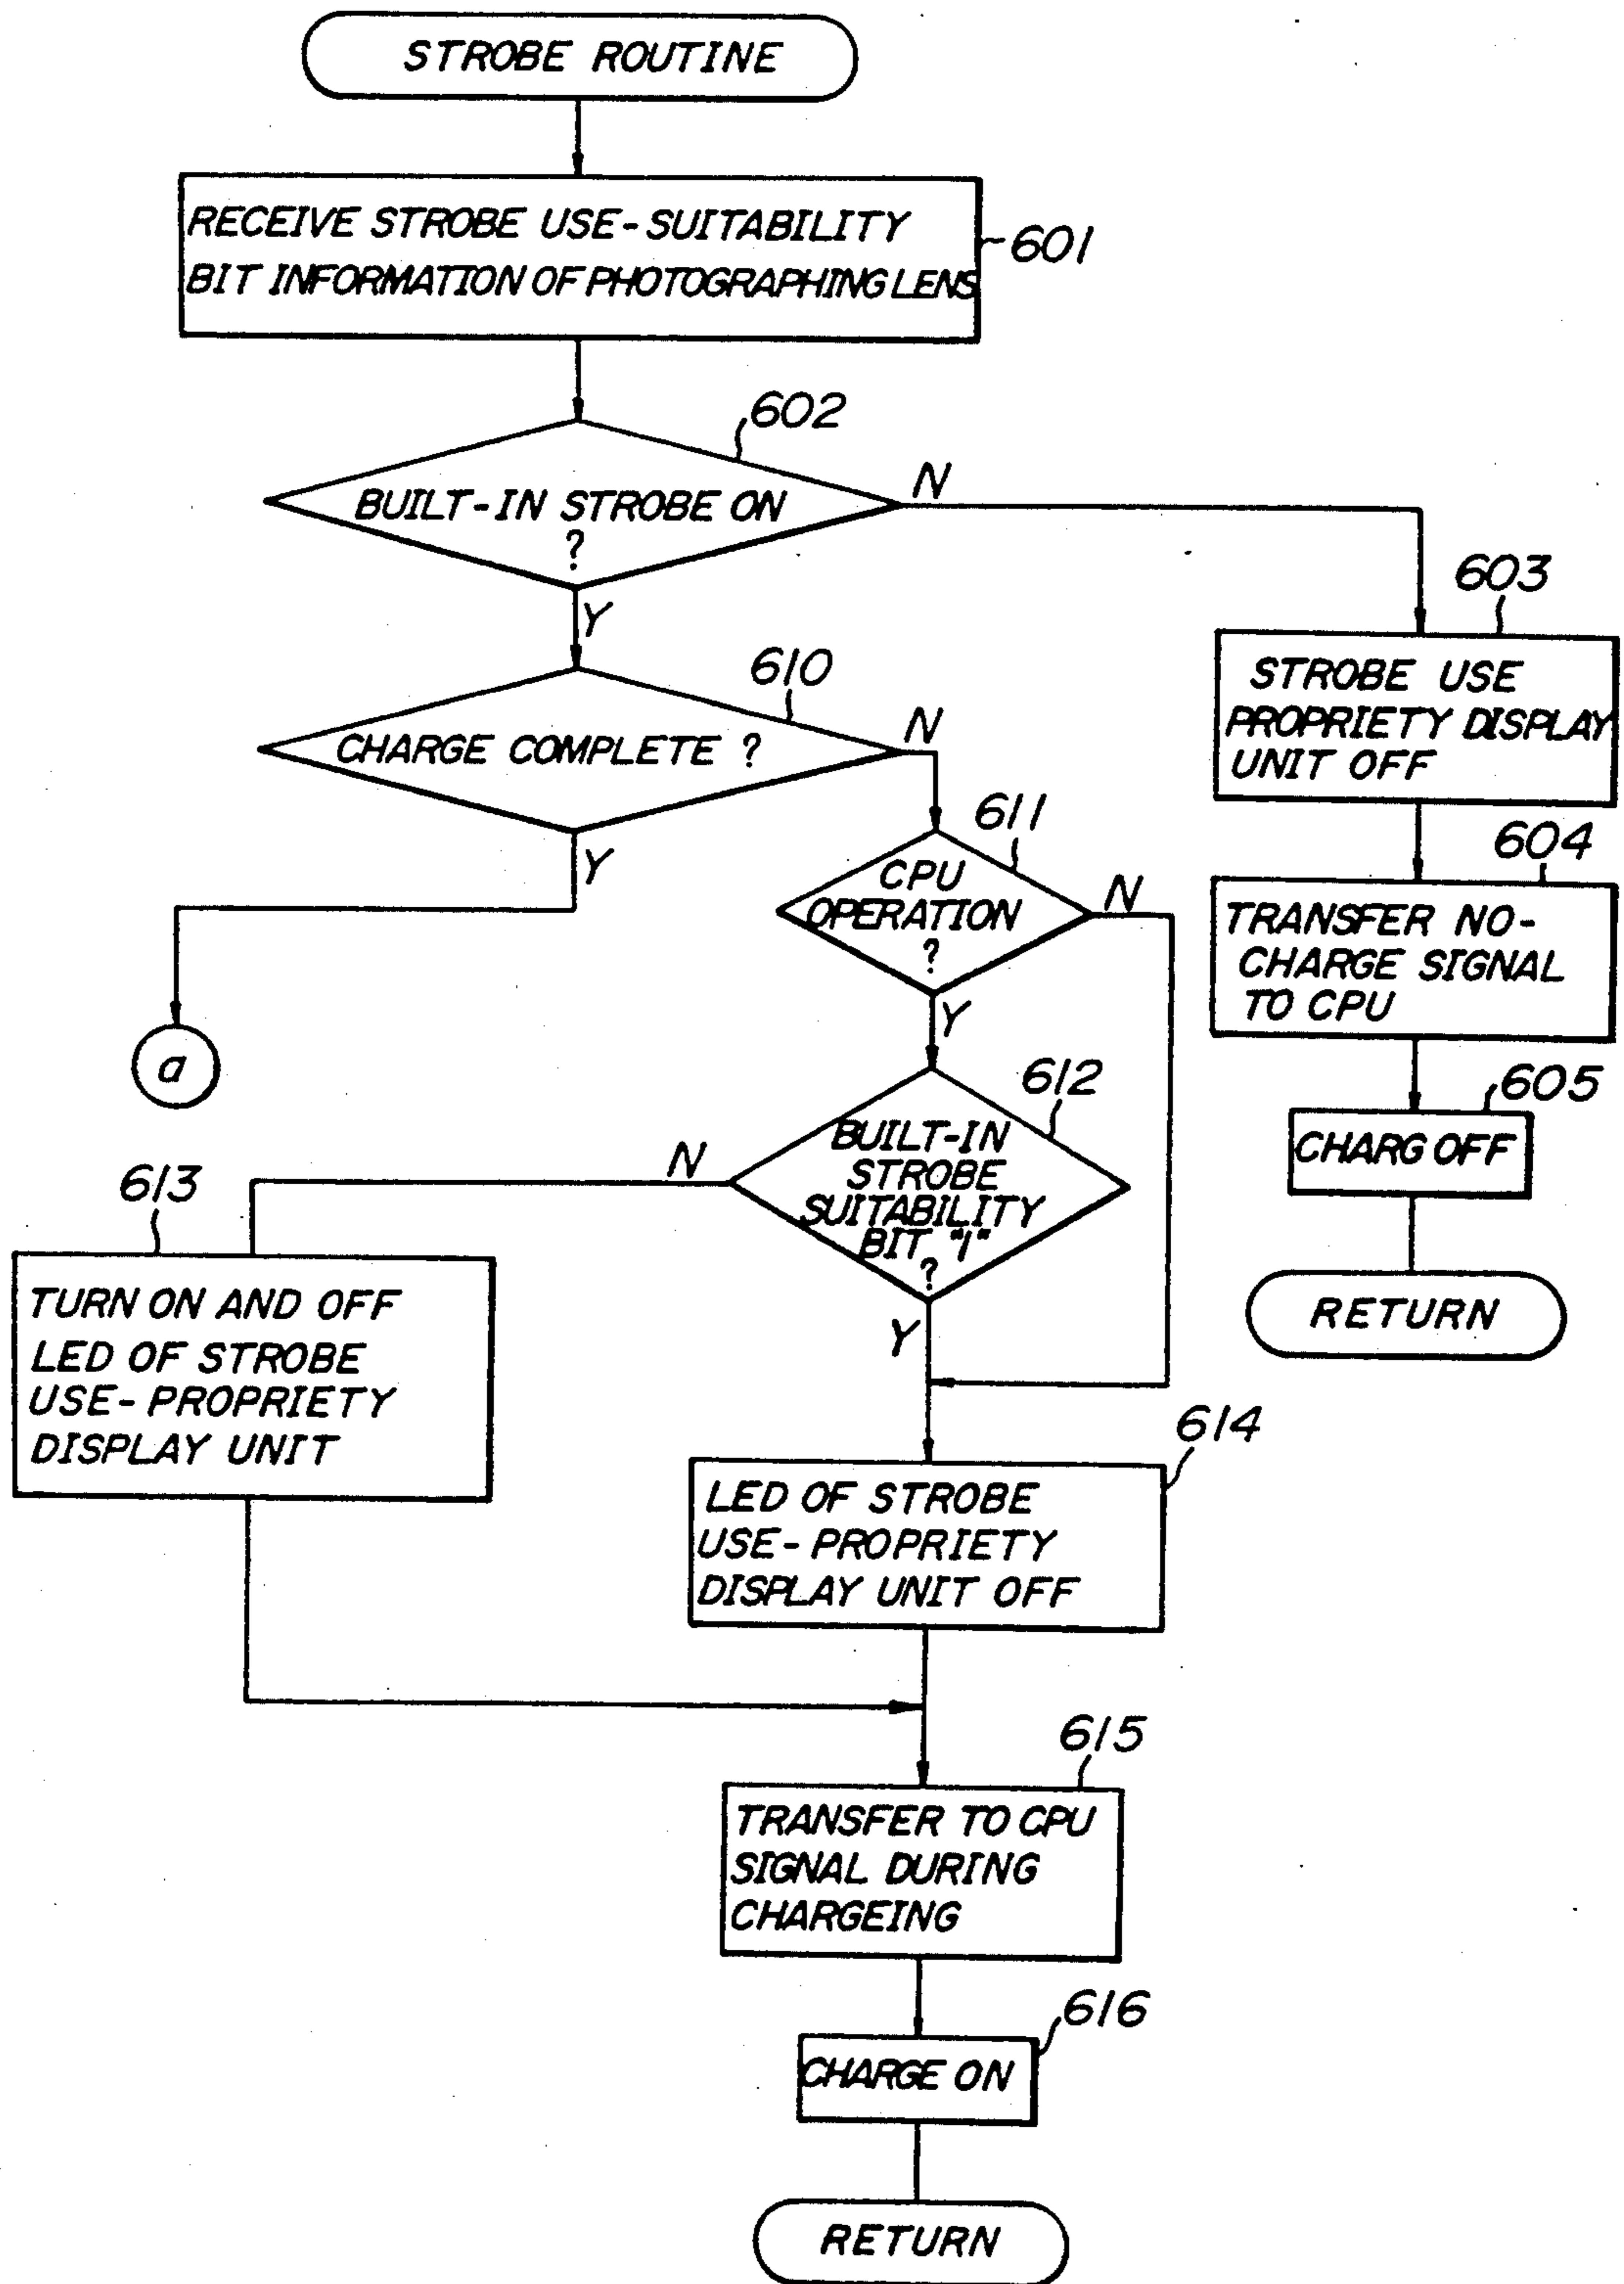 STROBE ROUTINE
RECEIVE STROBE USE-SUITABILITY
BIT INFORMATION OF PHOTOGRAPHING LENS
601
602
BUILT-IN STROBE ON
?
N
Y
603
STROBE USE
PROPRIETY DISPLAY
UNIT OFF
610
CHARGE COMPLETE ?
N
Y
a
611
CPU
OPERATION
?
N
Y
604
TRANSFER NO-
CHARGE SIGNAL
TO CPU
605
CHARG OFF
RETURN
612
BUILT-IN
STROBE
SUITABILITY
BIT "1"
?
N
Y
613
TURN ON AND OFF
LED OF STROBE
USE-PROPRIETY
DISPLAY UNIT
614
LED OF STROBE
USE-PROPRIETY
DISPLAY UNIT OFF
615
TRANSFER TO CPU
SIGNAL DURING
CHARGEING
616
CHARGE ON
RETURN